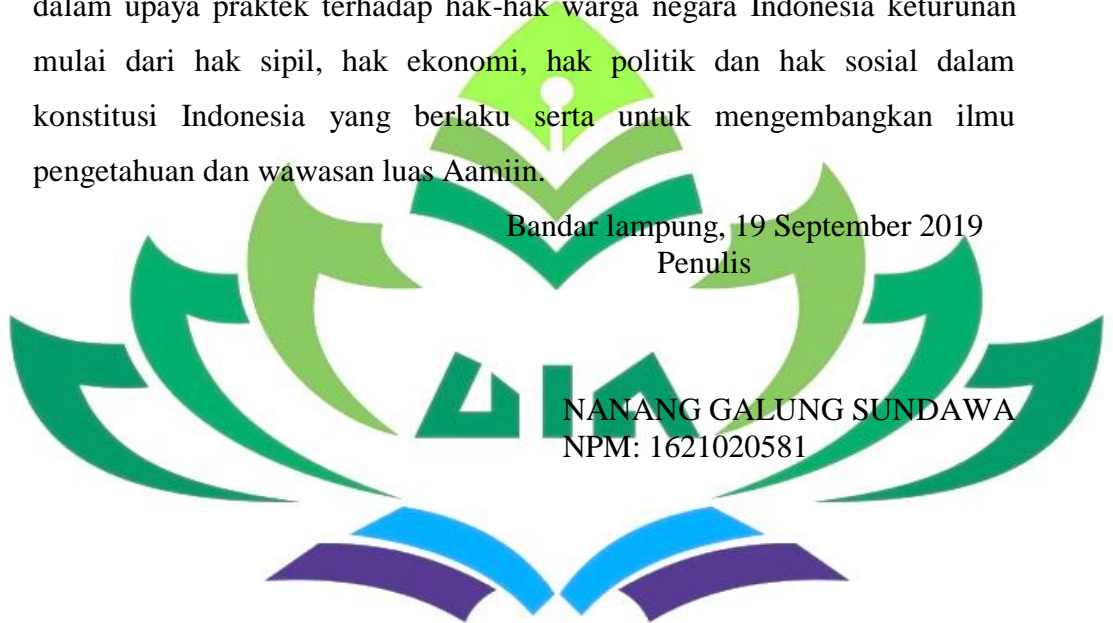 dalam upaya praktek terhadap hak-hak warga negara Indonesia keturunan
mulai dari hak sipil, hak ekonomi, hak politik dan hak sosial dalam
konstitusi Indonesia yang berlaku serta untuk mengembangkan ilmu
pengetahuan dan wawasan luas Aamiin.
Bandar lampung, 19 September 2019
Penulis
UIN
NANANG GALUNG SUNDAWA
NPM: 1621020581